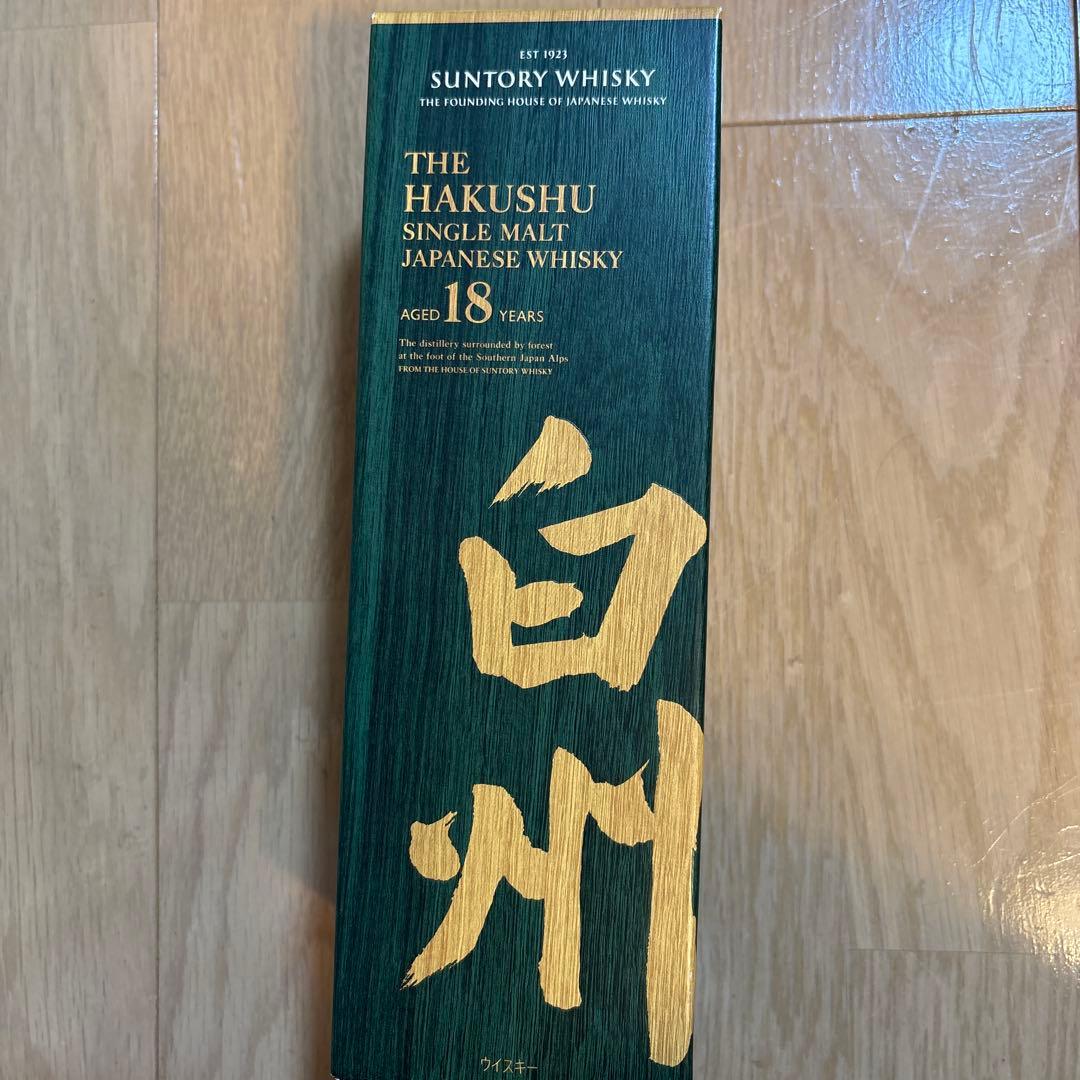 EST 1923
SUNTORY WHISKY
THE FOUNDING HOUSE OF JAPANESE WHISKY
THE
HAKUSHU
SINGLE MALT
JAPANESE WHISKY
AGED 18 YEARS
The distillery surrounded by forest
at the foot of the Southern Japan Alps
FROM THE HOUSE OF SUNTORY WHISKY
白
州
ウイスキー